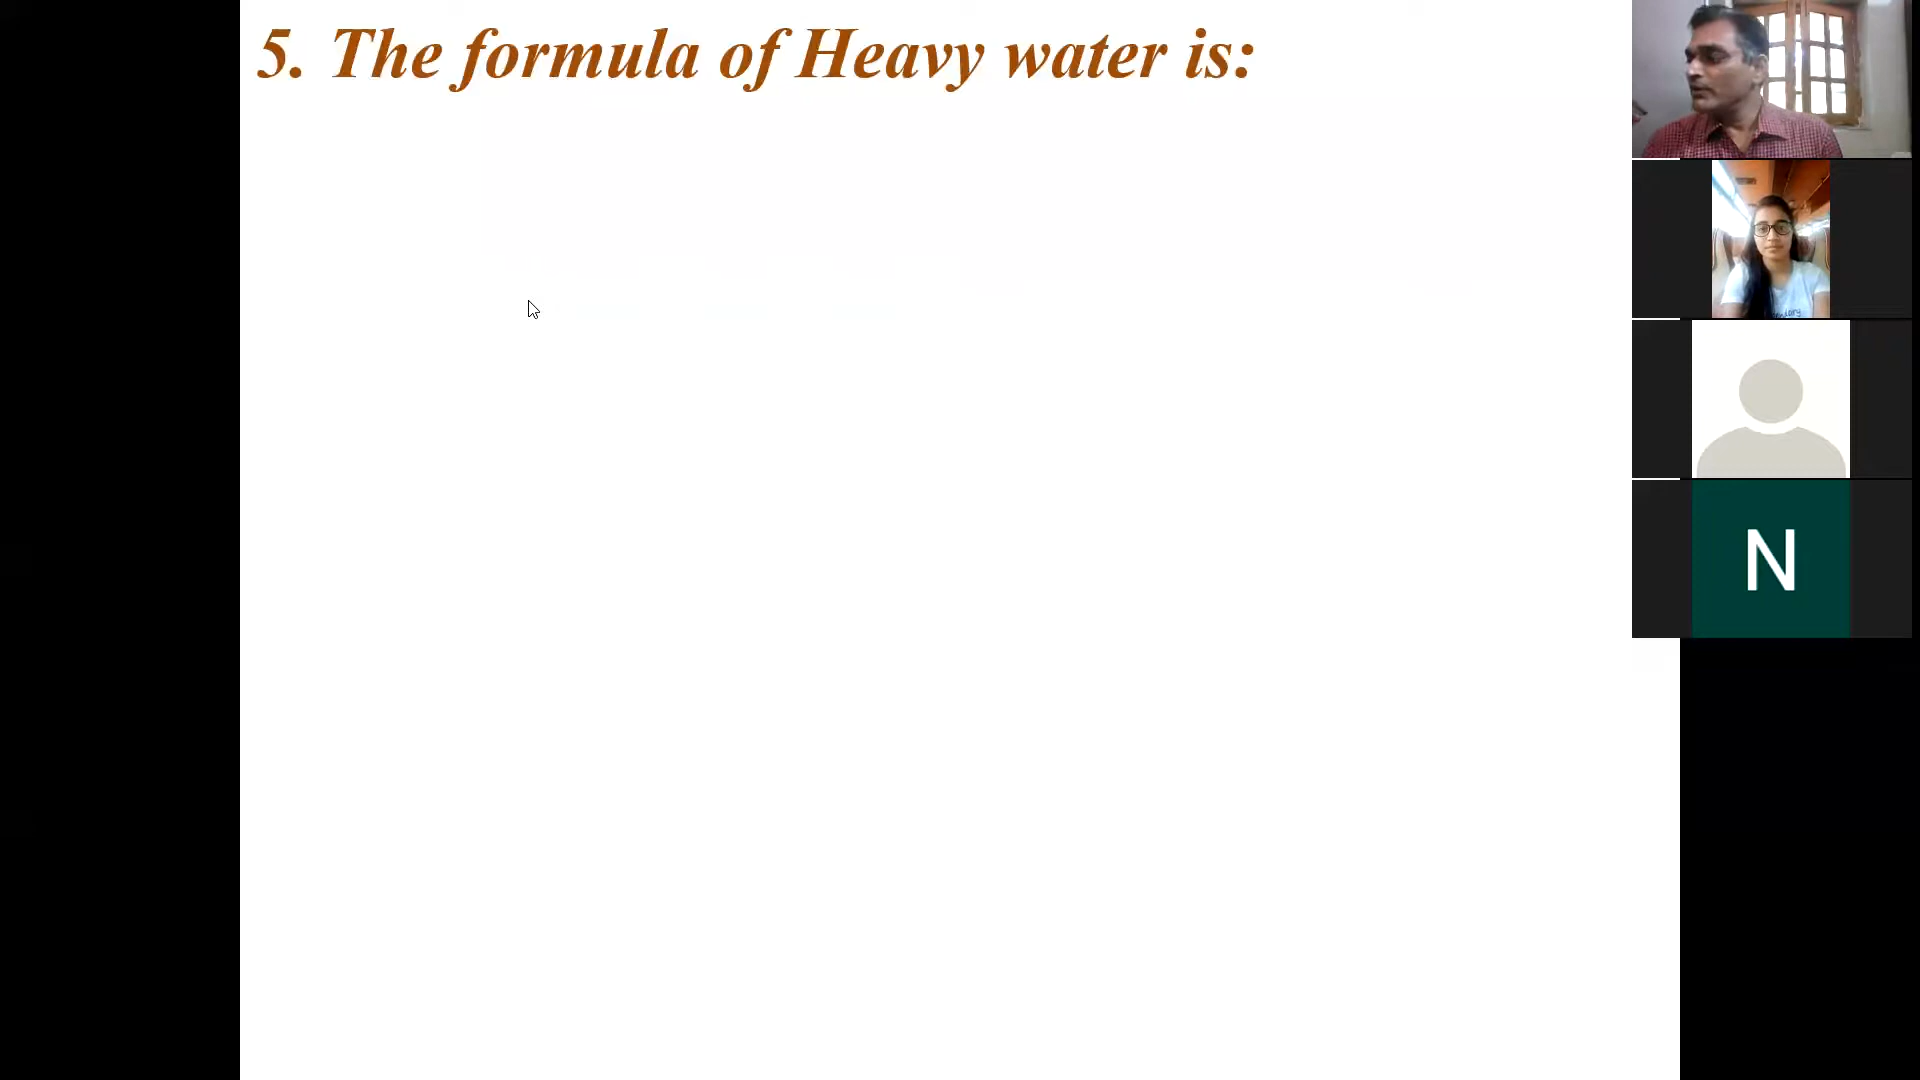 5. The formula of Heavy water is:
N